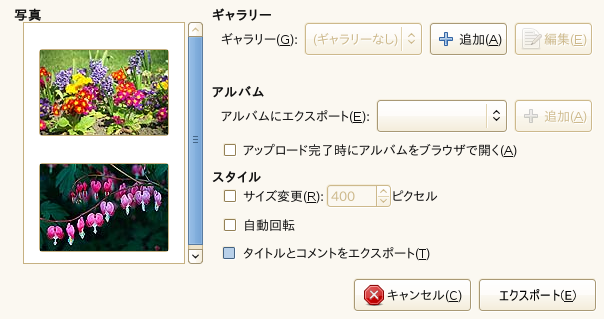 写真
ギャラリー
ギャラリー(G): (ギャラリーなし) 追加(A) 編集(E)
アルバム
アルバムにエクスポート(E): 追加(A)
アップロード完了時にアルバムをブラウザで開く(A)
スタイル
サイズ変更(R): 400 ピクセル
自動回転
タイトルとコメントをエクスポート(T)
キャンセル(C) エクスポート(E)